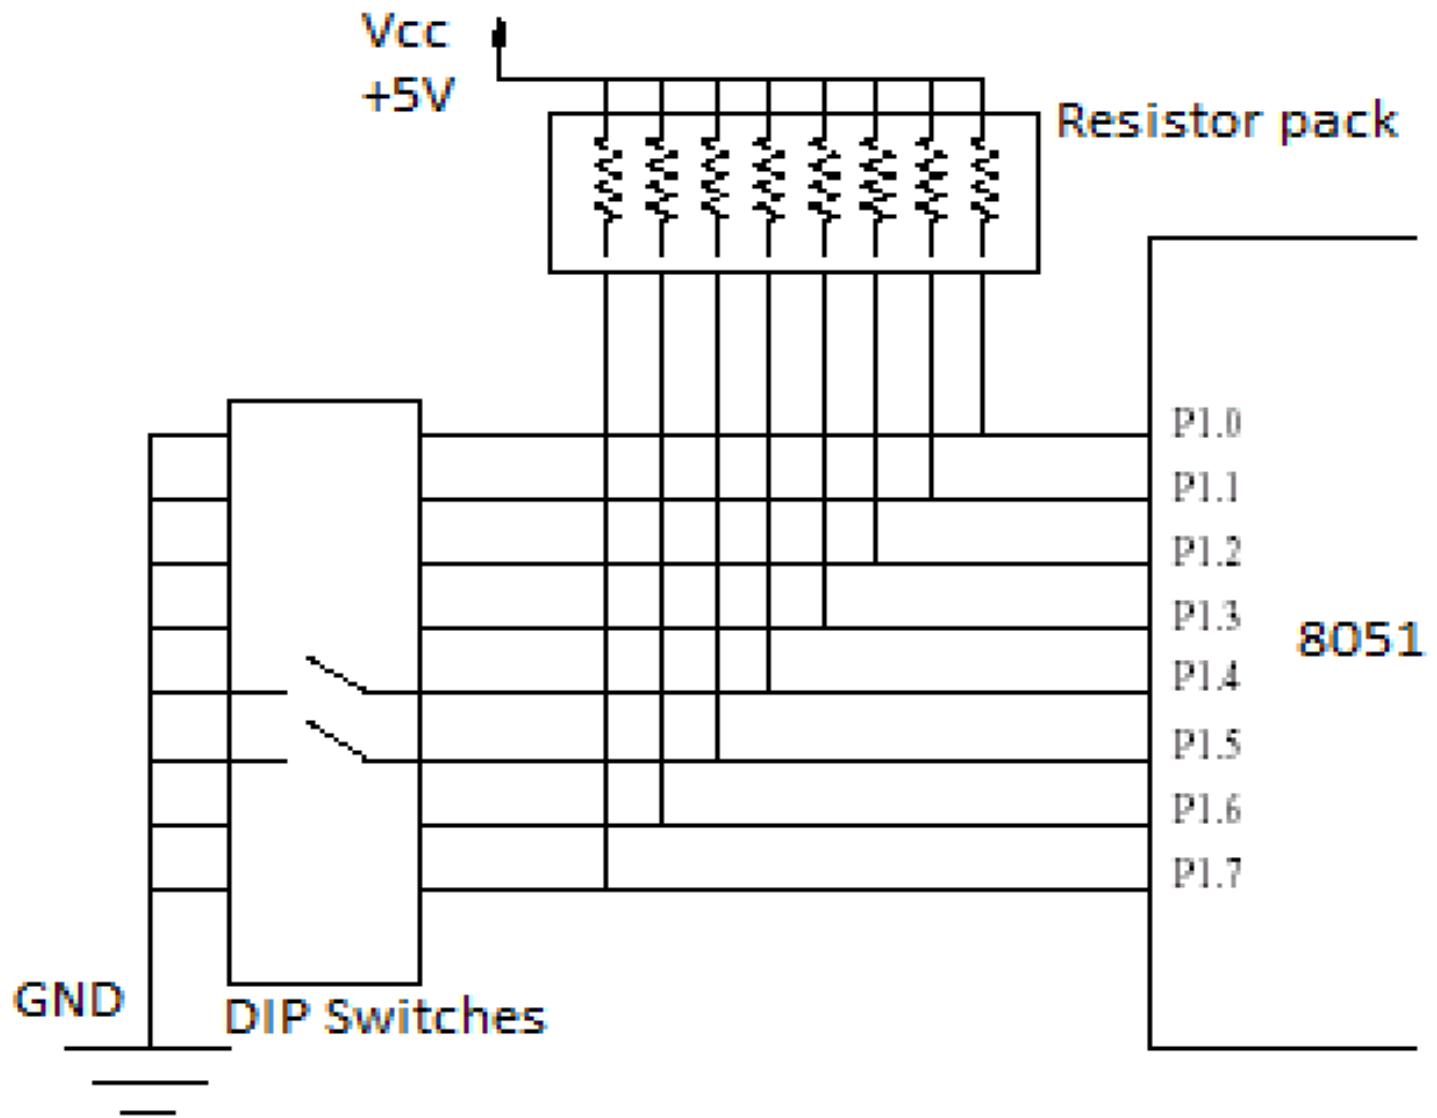 Vcc
+5V
Resistor pack
P1.0
P1.1
P1.2
P1.3
8051
P1.4
P1.5
P1.6
P1.7
GND
DIP Switches